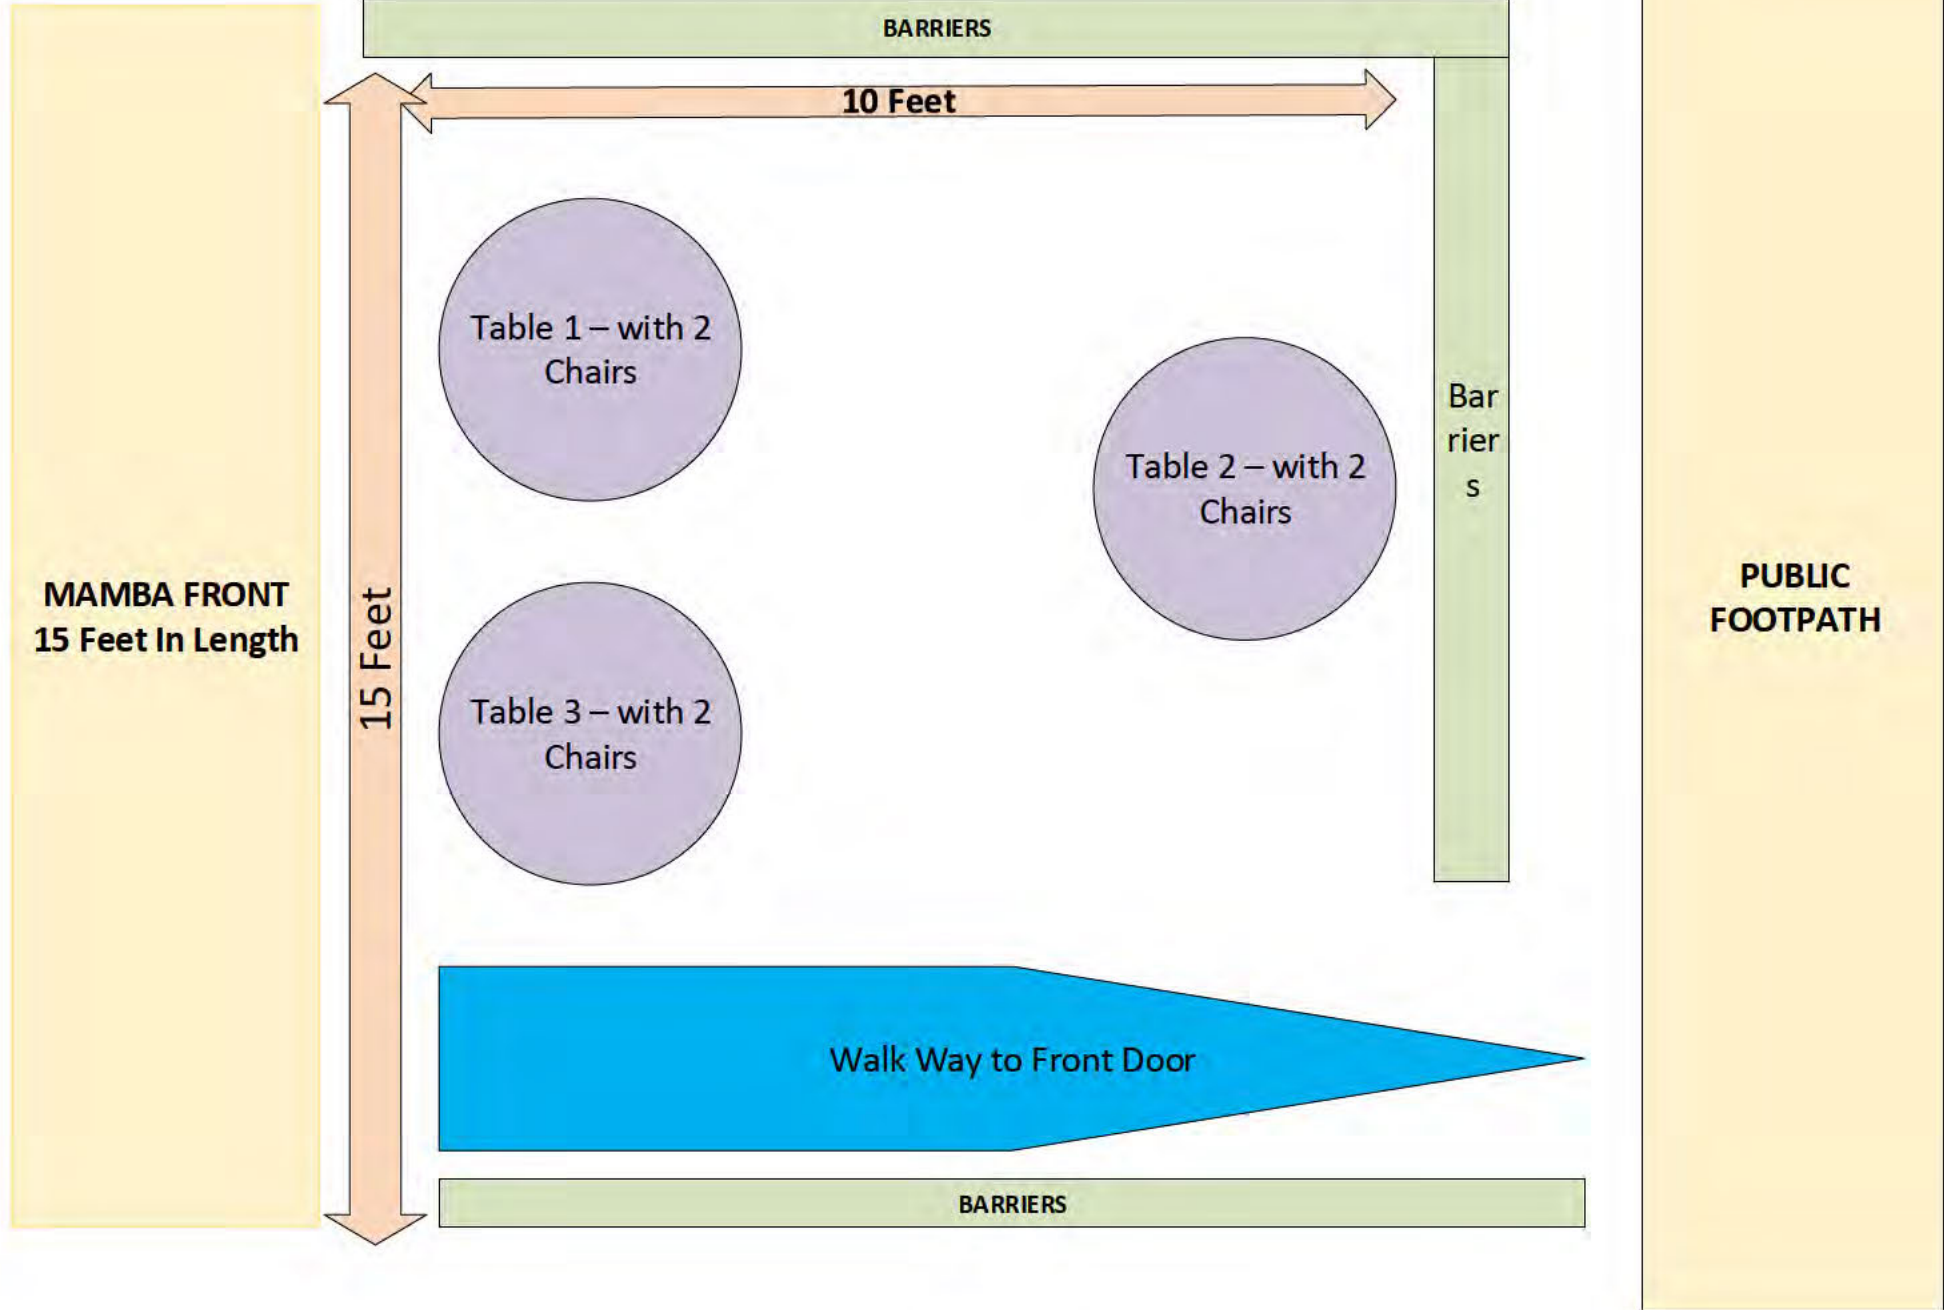 BARRIERS
10 Feet
Table 1 – with 2
Chairs
Table 2 – with 2
Chairs
Bar
rier
s
MAMBA FRONT
15 Feet In Length
15 Feet
PUBLIC
FOOTPATH
Table 3 – with 2
Chairs
Walk Way to Front Door
BARRIERS